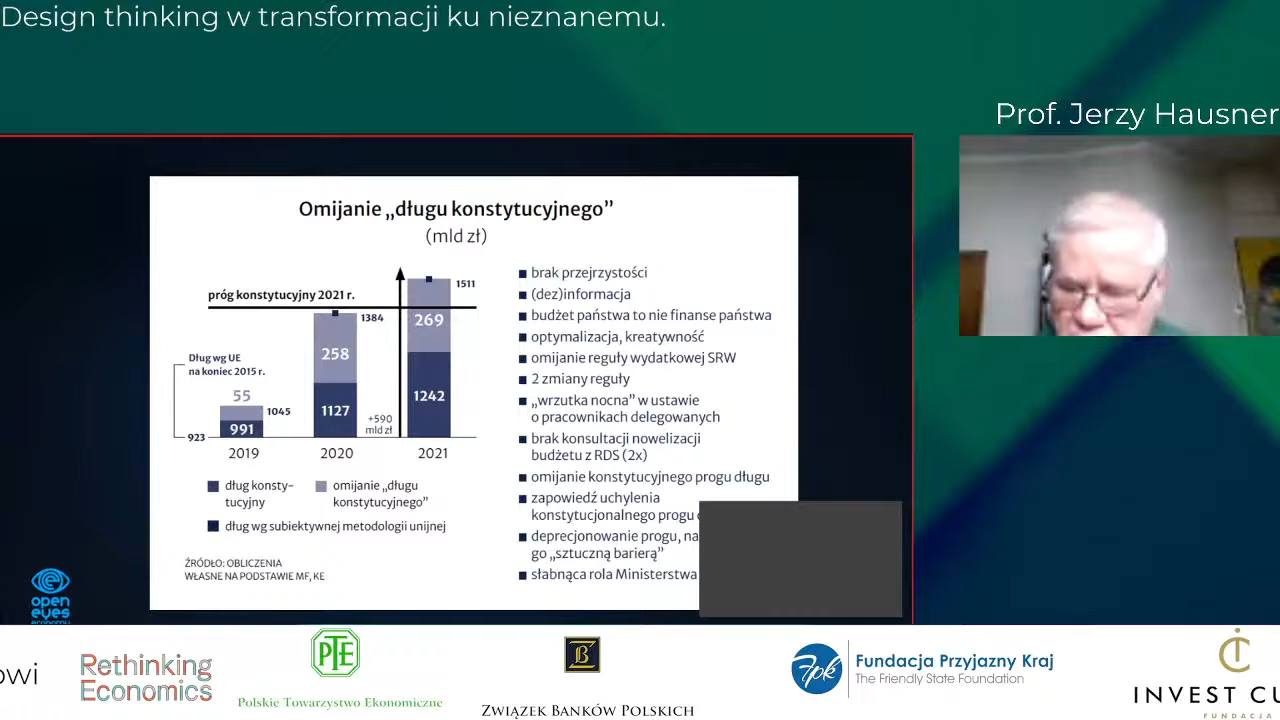 Design thinking w transformacji ku nieznanemu.
Prof. Jerzy Hausner
Omijanie „długu konstytucyjnego”
(mld zł)
próg konstytucyjny 2021 r.
Dług wg UE
na koniec 2015 r.
923
55
991
1045
258
1127
1384
+590
mld zł
269
1242
1511
2019 2020 2021
dług konsty-
tucyjny
omijanie „długu
konstytucyjnego”
dług wg subiektywnej metodologii unijnej
ŹRÓDŁO: OBLICZENIA
WŁASNE NA PODSTAWIE MF, KE
■ brak przejrzystości
■ (dez)informacja
■ budżet państwa to nie finanse państwa
■ optymalizacja, kreatywność
■ omijanie reguły wydatkowej SRW
■ 2 zmiany reguły
■ „wrzutka nocna” w ustawie
o pracownikach delegowanych
■ brak konsultacji nowelizacji
budżetu z RDS (2x)
■ omijanie konstytucyjnego progu długu
■ zapowiedź uchylenia
konstytucjonalnego progu
■ deprecjonowanie progu, na
go „sztuczną barierą”
■ słabnąca rola Ministerstwa
open
eyes
economy
owi
Rethinking
Economics
PTE
Polskie Towarzystwo Ekonomiczne
B
ZWIĄZEK BANKÓW POLSKICH
fpk
Fundacja Przyjazny Kraj
The Friendly State Foundation
INVEST CU
FUNDACJA